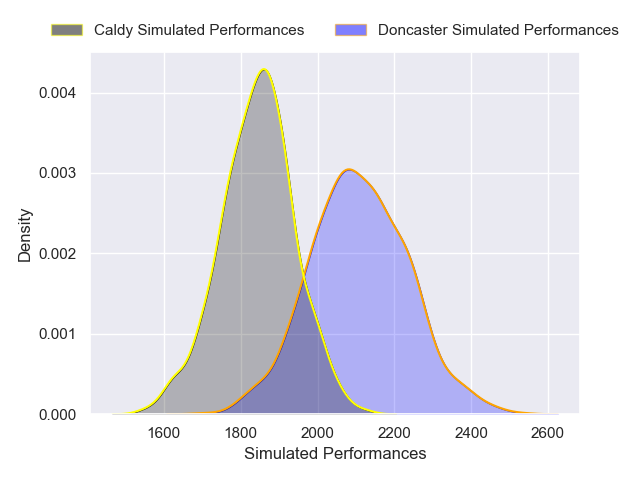 Caldy Simulated Performances Doncaster Simulated Performances
0.004
0.003
0.002
0.001
0.000
Density
1600 1800 2000 2200 2400 2600
Simulated Performances